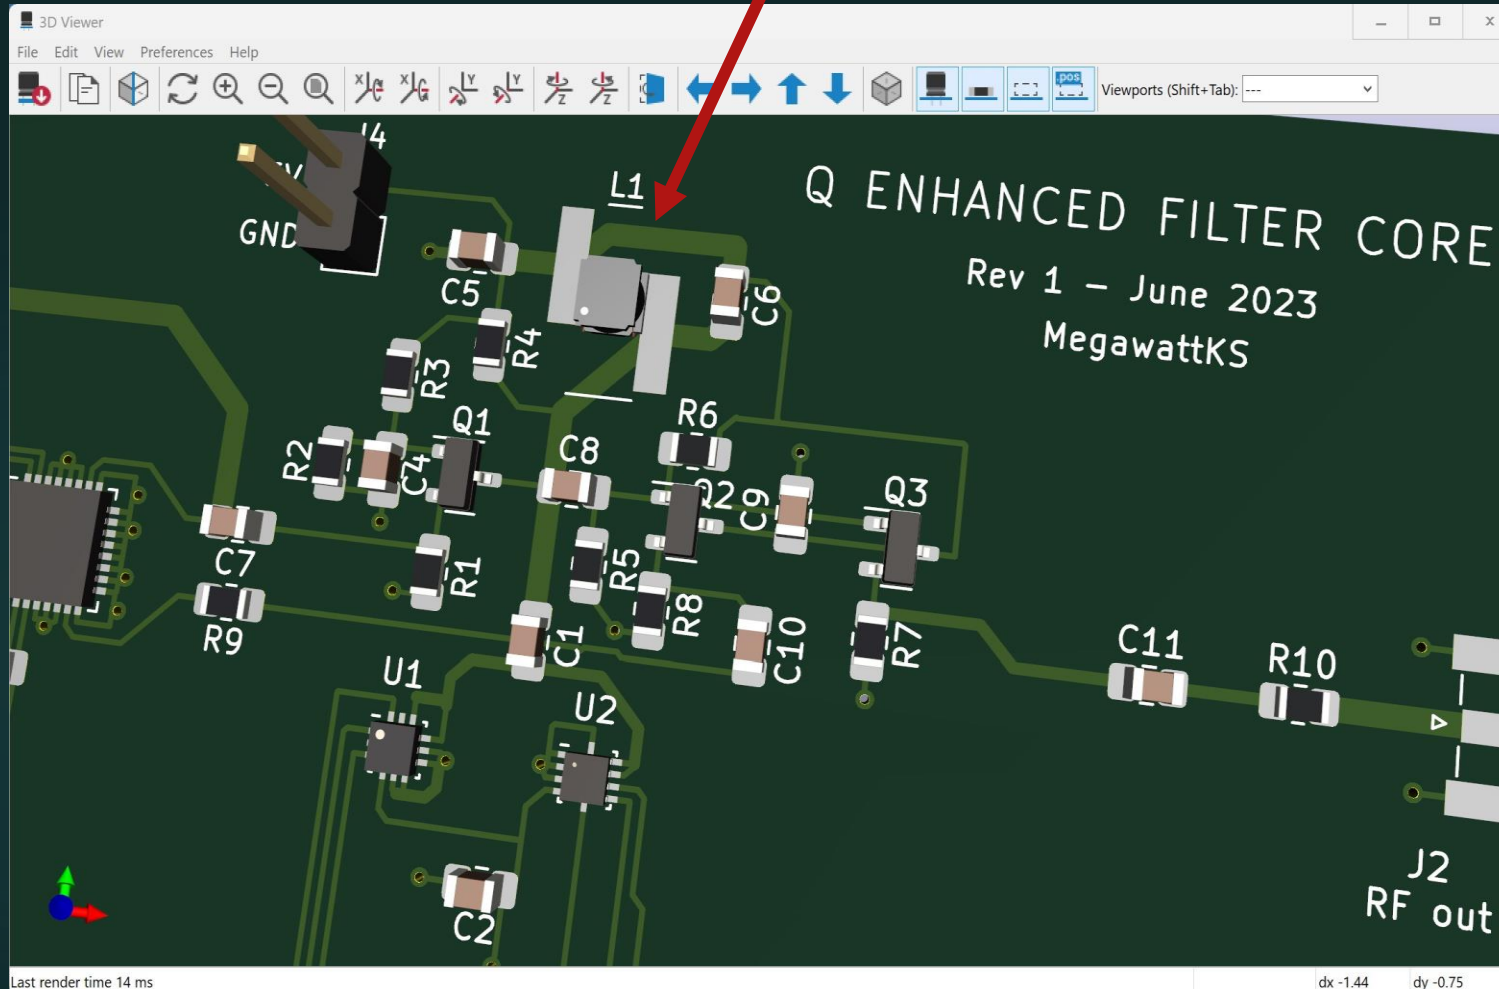 3D Viewer
File Edit View Preferences Help
.pos
Viewports (Shift+Tab): ---
L1
GND
C5
C6
R4
R3
Q ENHANCED FILTER CORE
Rev 1 – June 2023
MegawattKS
Q1
R6
C8
R2
C4
Q2
C9
Q3
C7
R1
R5
R8
R9
C1
C10
R7
C11
R10
U1
U2
C2
J2
RF out
Last render time 14 ms
dx -1.44
dy -0.75